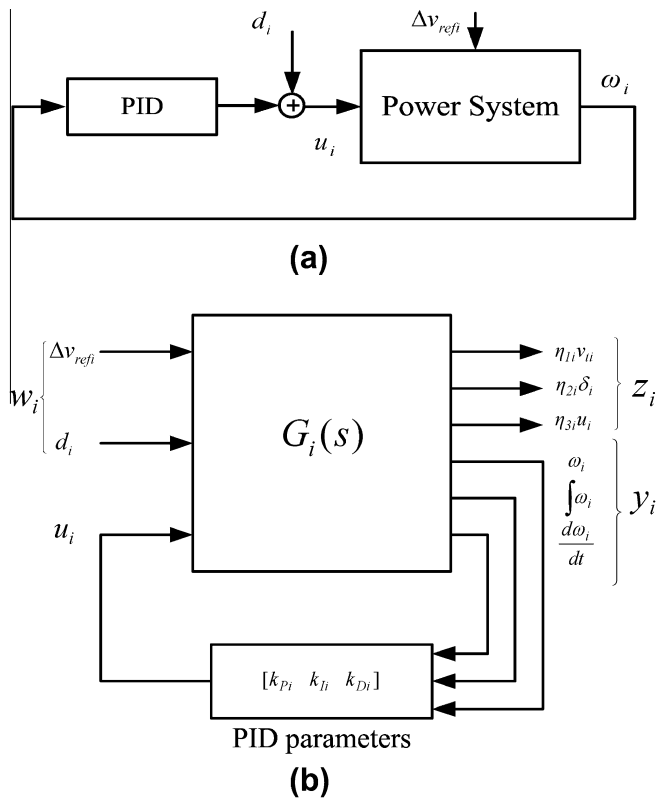 d_i
Δv_refi
PID
+
u_i
Power System
ω_i
(a)
w_i
Δv_refi
d_i
u_i
G_i(s)
η_1i v_ti
η_2i δ_i
η_3i u_i
z_i
ω_i
∫ω_i
dω_i
dt
y_i
[k_Pi k_Ii k_Di]
PID parameters
(b)